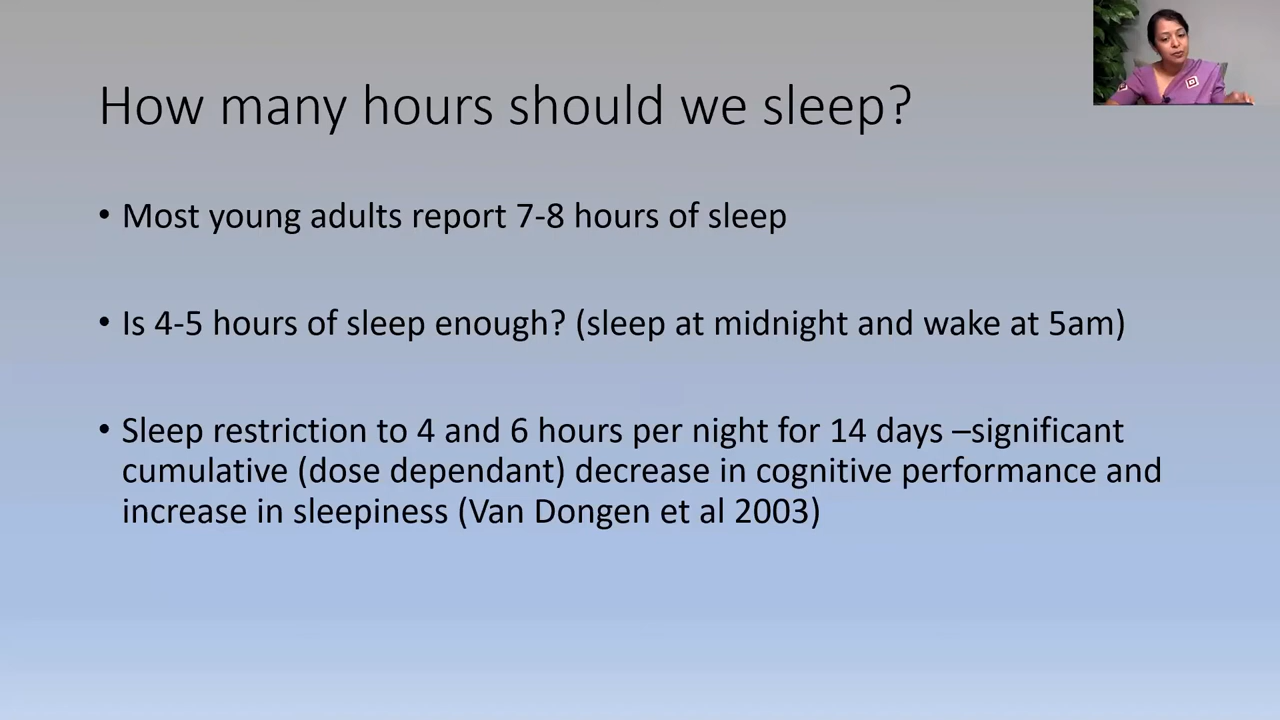 How many hours should we sleep?
• Most young adults report 7-8 hours of sleep
• Is 4-5 hours of sleep enough? (sleep at midnight and wake at 5am)
• Sleep restriction to 4 and 6 hours per night for 14 days –significant
cumulative (dose dependant) decrease in cognitive performance and
increase in sleepiness (Van Dongen et al 2003)